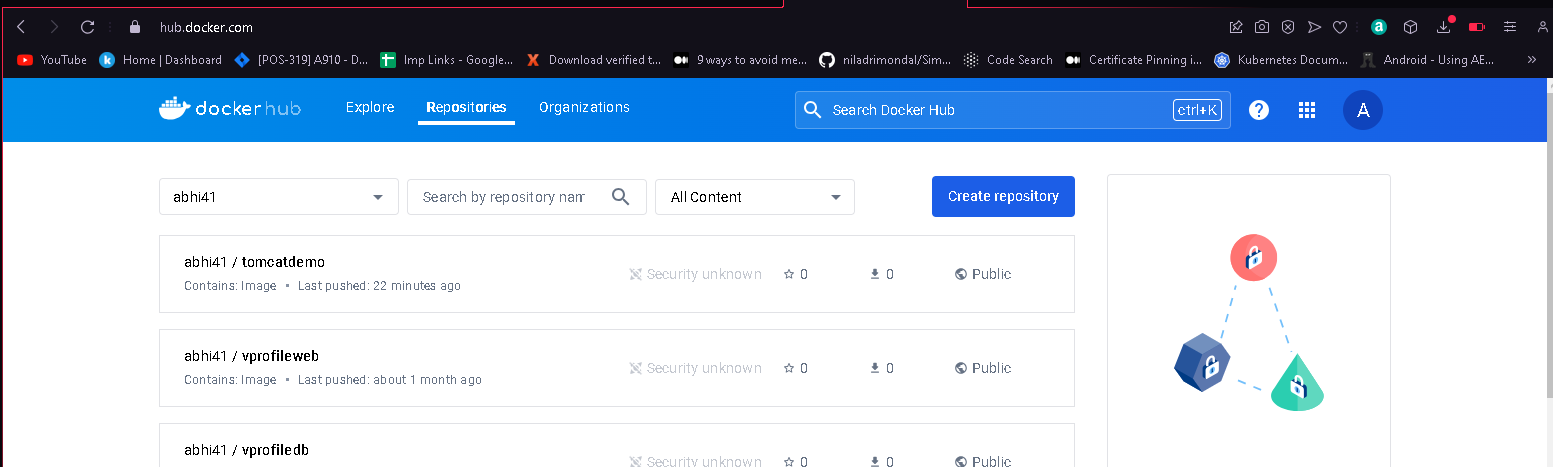 hub.docker.com
YouTube Home | Dashboard [POS-319] A910 - D... Imp Links - Google... Download verified t... 9 ways to avoid me... niladrimondal/Sim... Code Search Certificate Pinning i... Kubernetes Docum... Android - Using AE... »
docker hub Explore Repositories Organizations Search Docker Hub ctrl+K ? A
abhi41 Search by repository nam All Content Create repository
abhi41 / tomcatdemo
Security unknown 0 0 Public
Contains: Image • Last pushed: 22 minutes ago
abhi41 / vprofileweb
Security unknown 0 0 Public
Contains: Image • Last pushed: about 1 month ago
abhi41 / vprofiledb
Security unknown 0 0 Public